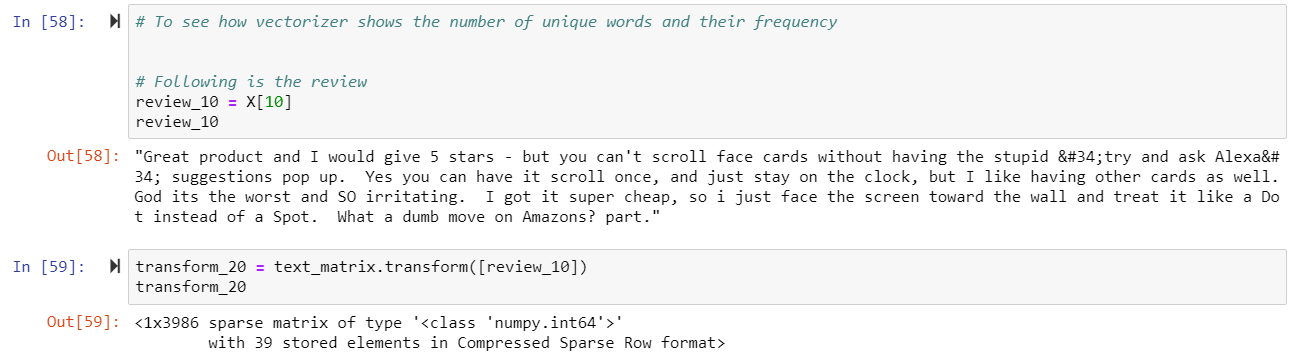 In [58]: # To see how vectorizer shows the number of unique words and their frequency
# Following is the review
review_10 = X[10]
review_10
Out[58]: "Great product and I would give 5 stars - but you can't scroll face cards without having the stupid &#34;try and ask Alexa&#
34; suggestions pop up.  Yes you can have it scroll once, and just stay on the clock, but I like having other cards as well.
God its the worst and SO irritating.  I got it super cheap, so i just face the screen toward the wall and treat it like a Do
t instead of a Spot.  What a dumb move on Amazons? part."
In [59]: transform_20 = text_matrix.transform([review_10])
transform_20
Out[59]: <1x3986 sparse matrix of type '<class 'numpy.int64'>'
with 39 stored elements in Compressed Sparse Row format>